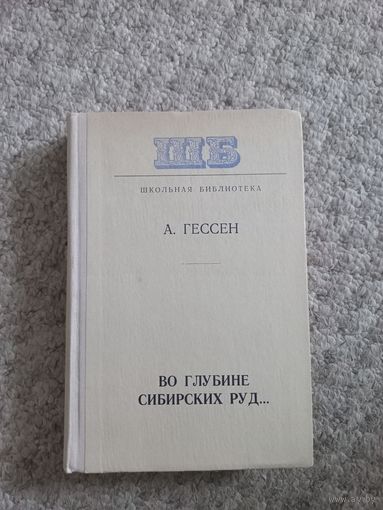 ШБ
ШКОЛЬНАЯ БИБЛИОТЕКА
А. ГЕССЕН
ВО ГЛУБИНЕ
СИБИРСКИХ РУД...